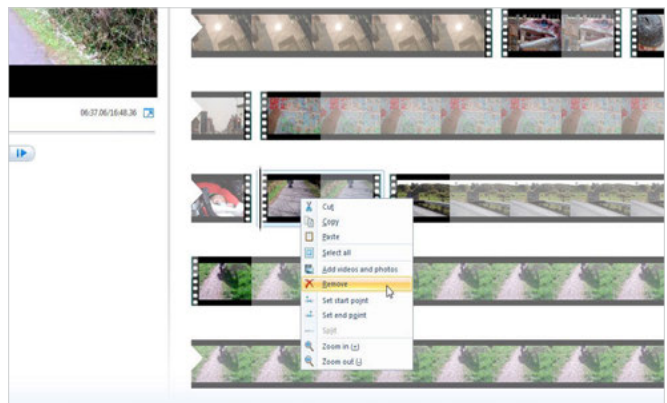 06:37.06/16:48.36
Cut
Copy
Paste
Select all
Add videos and photos
Remove
Set start point
Set end point
Split
Zoom in (+)
Zoom out (-)